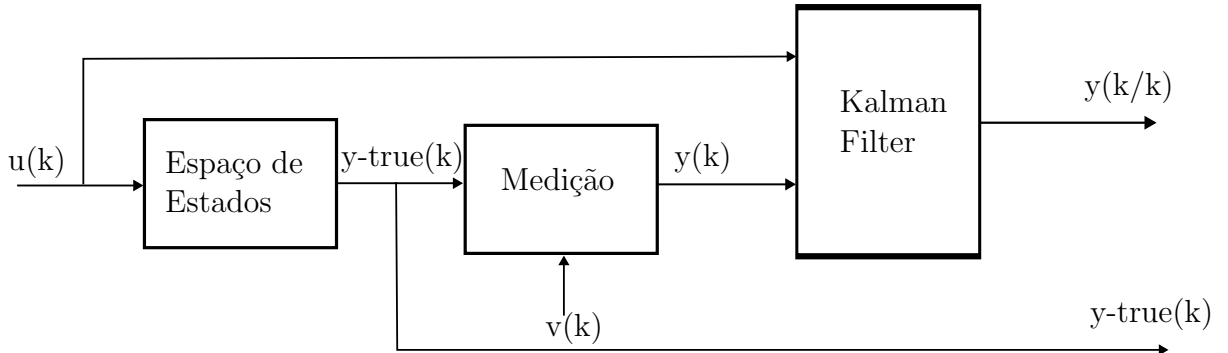 Kalman
Filter
y(k/k)
u(k)
Espaço de
Estados
y-true(k)
Medição
y(k)
v(k)
y-true(k)